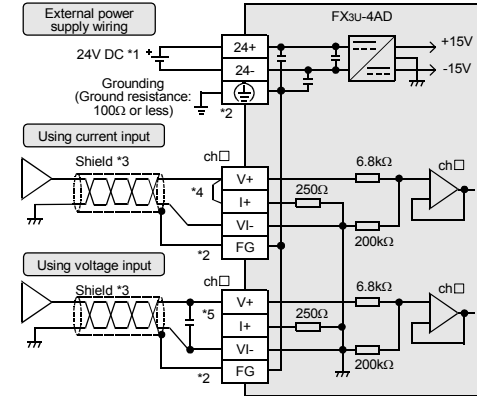 External power
supply wiring
FX3U-4AD
24V DC *1
24+
24-
+15V
-15V
Grounding
(Ground resistance:
100Ω or less)
*2
Using current input
Shield *3
ch□
*4
V+
I+
VI-
FG
*2
6.8kΩ
250Ω
200kΩ
ch□
Using voltage input
Shield *3
ch□
*5
V+
I+
VI-
FG
*2
6.8kΩ
250Ω
200kΩ
ch□